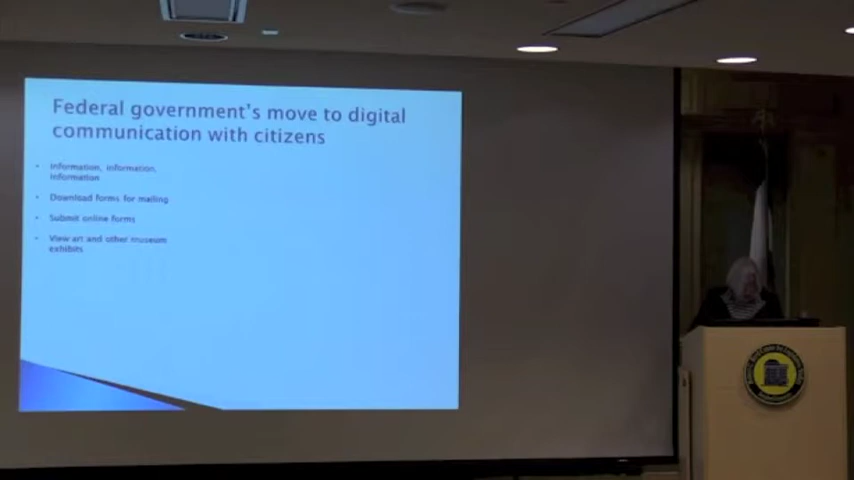 Federal government's move to digital
communication with citizens
• Information, Information,
Information
• Download forms for mailing
• Submit online forms
• View art and other museum
exhibits